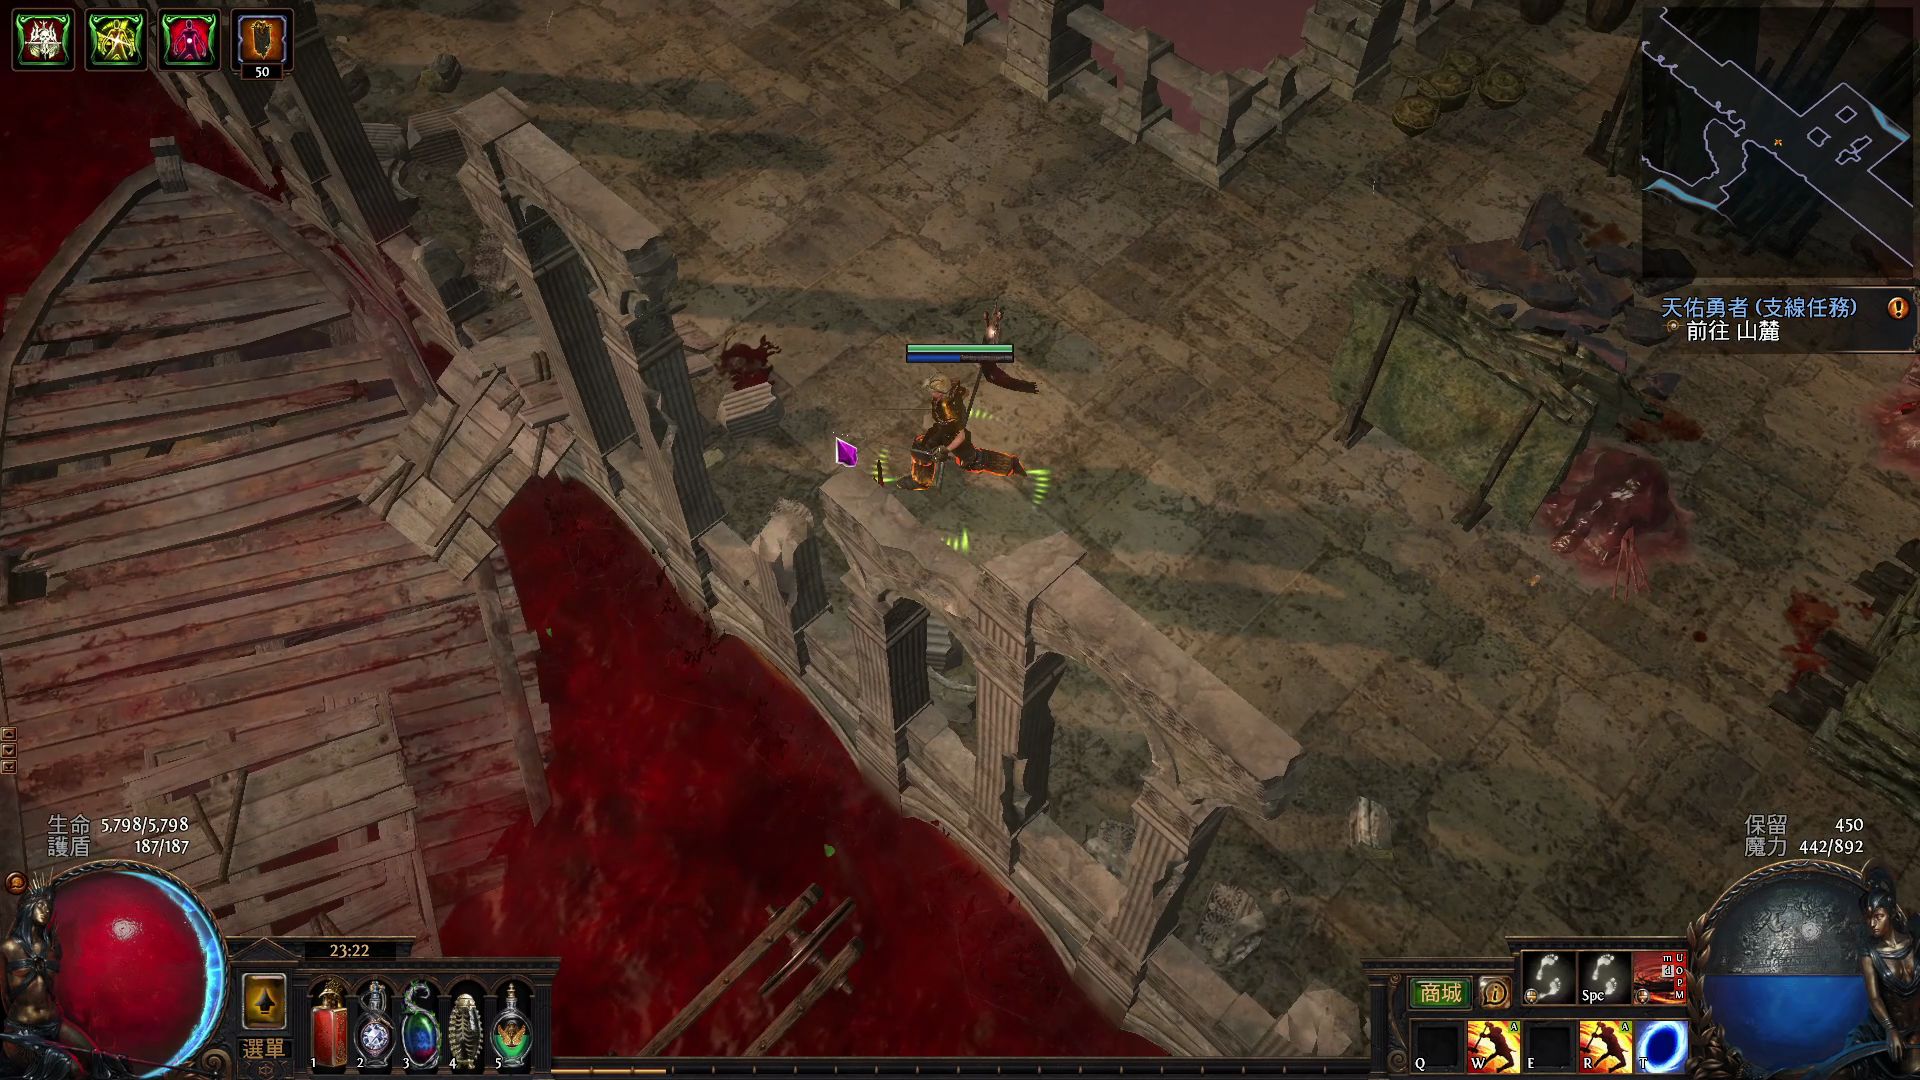 50
天佑勇者 (支線任務)
前往 山麓
生命 5,798/5,798
護盾 187/187
保留 450
魔力 442/892
23:22
選單
1 2 3 4 5
商城
Spc
m U
d O
P
M
Q W A E R A T